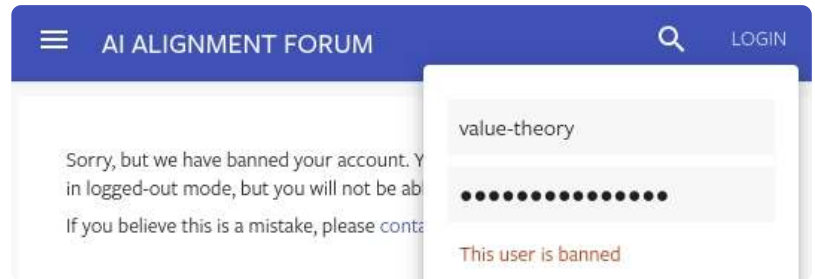 AI ALIGNMENT FORUM
LOGIN
Sorry, but we have banned your account. Y
in logged-out mode, but you will not be ab
If you believe this is a mistake, please conta
value-theory
●●●●●●●●●●●●●●●
This user is banned